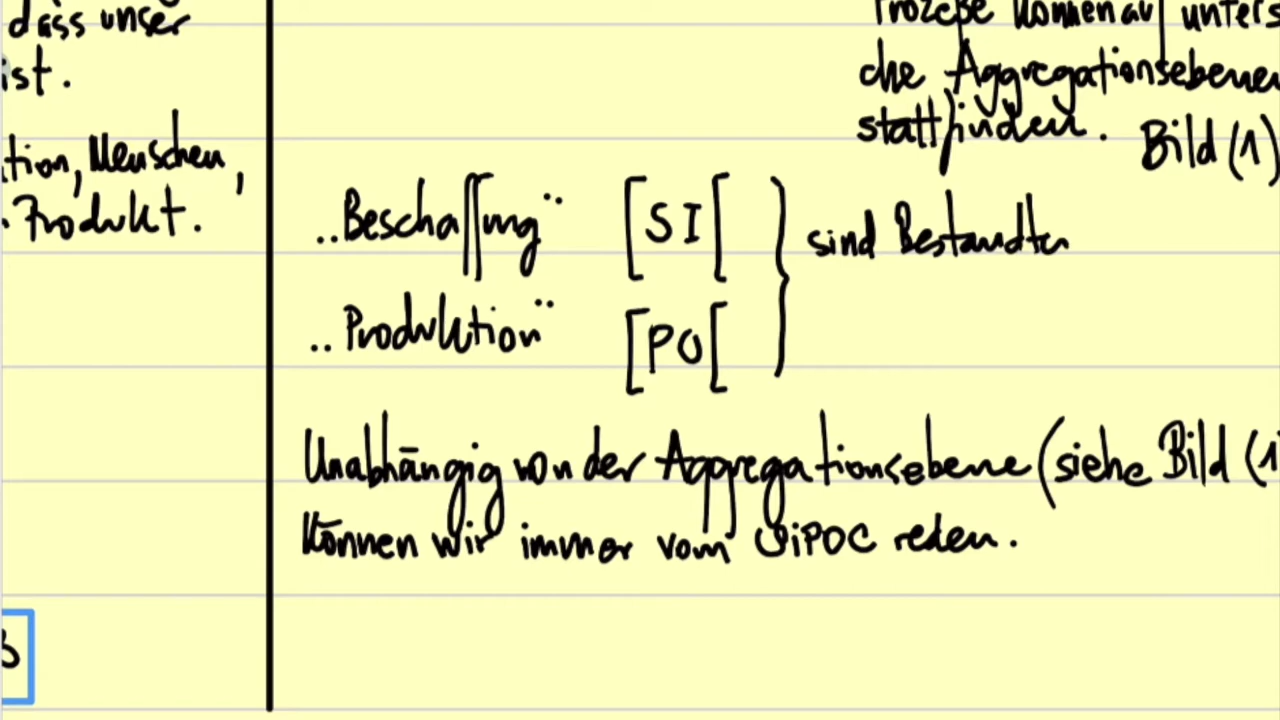 dass unser
ist.
tion, Menschen,
Produkt.
Prozeße können auf unters
che Aggregationsebenen
stattfinden.
Bild (1)
„Beschaffung" [SI[
sind Bestandten
„Produktion" [PO[
Unabhängig von der Aggregationsebene (siehe Bild (1
können wir immer vom SiPOC reden.